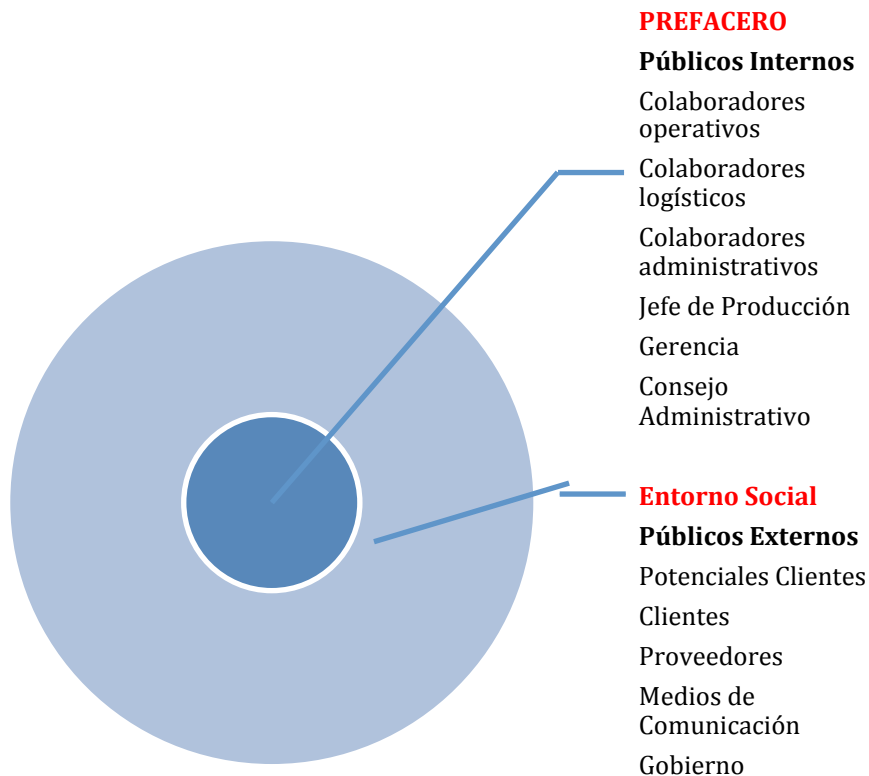 PREFACERO
Públicos Internos
Colaboradores
operativos
Colaboradores
logísticos
Colaboradores
administrativos
Jefe de Producción
Gerencia
Consejo
Administrativo
Entorno Social
Públicos Externos
Potenciales Clientes
Clientes
Proveedores
Medios de
Comunicación
Gobierno